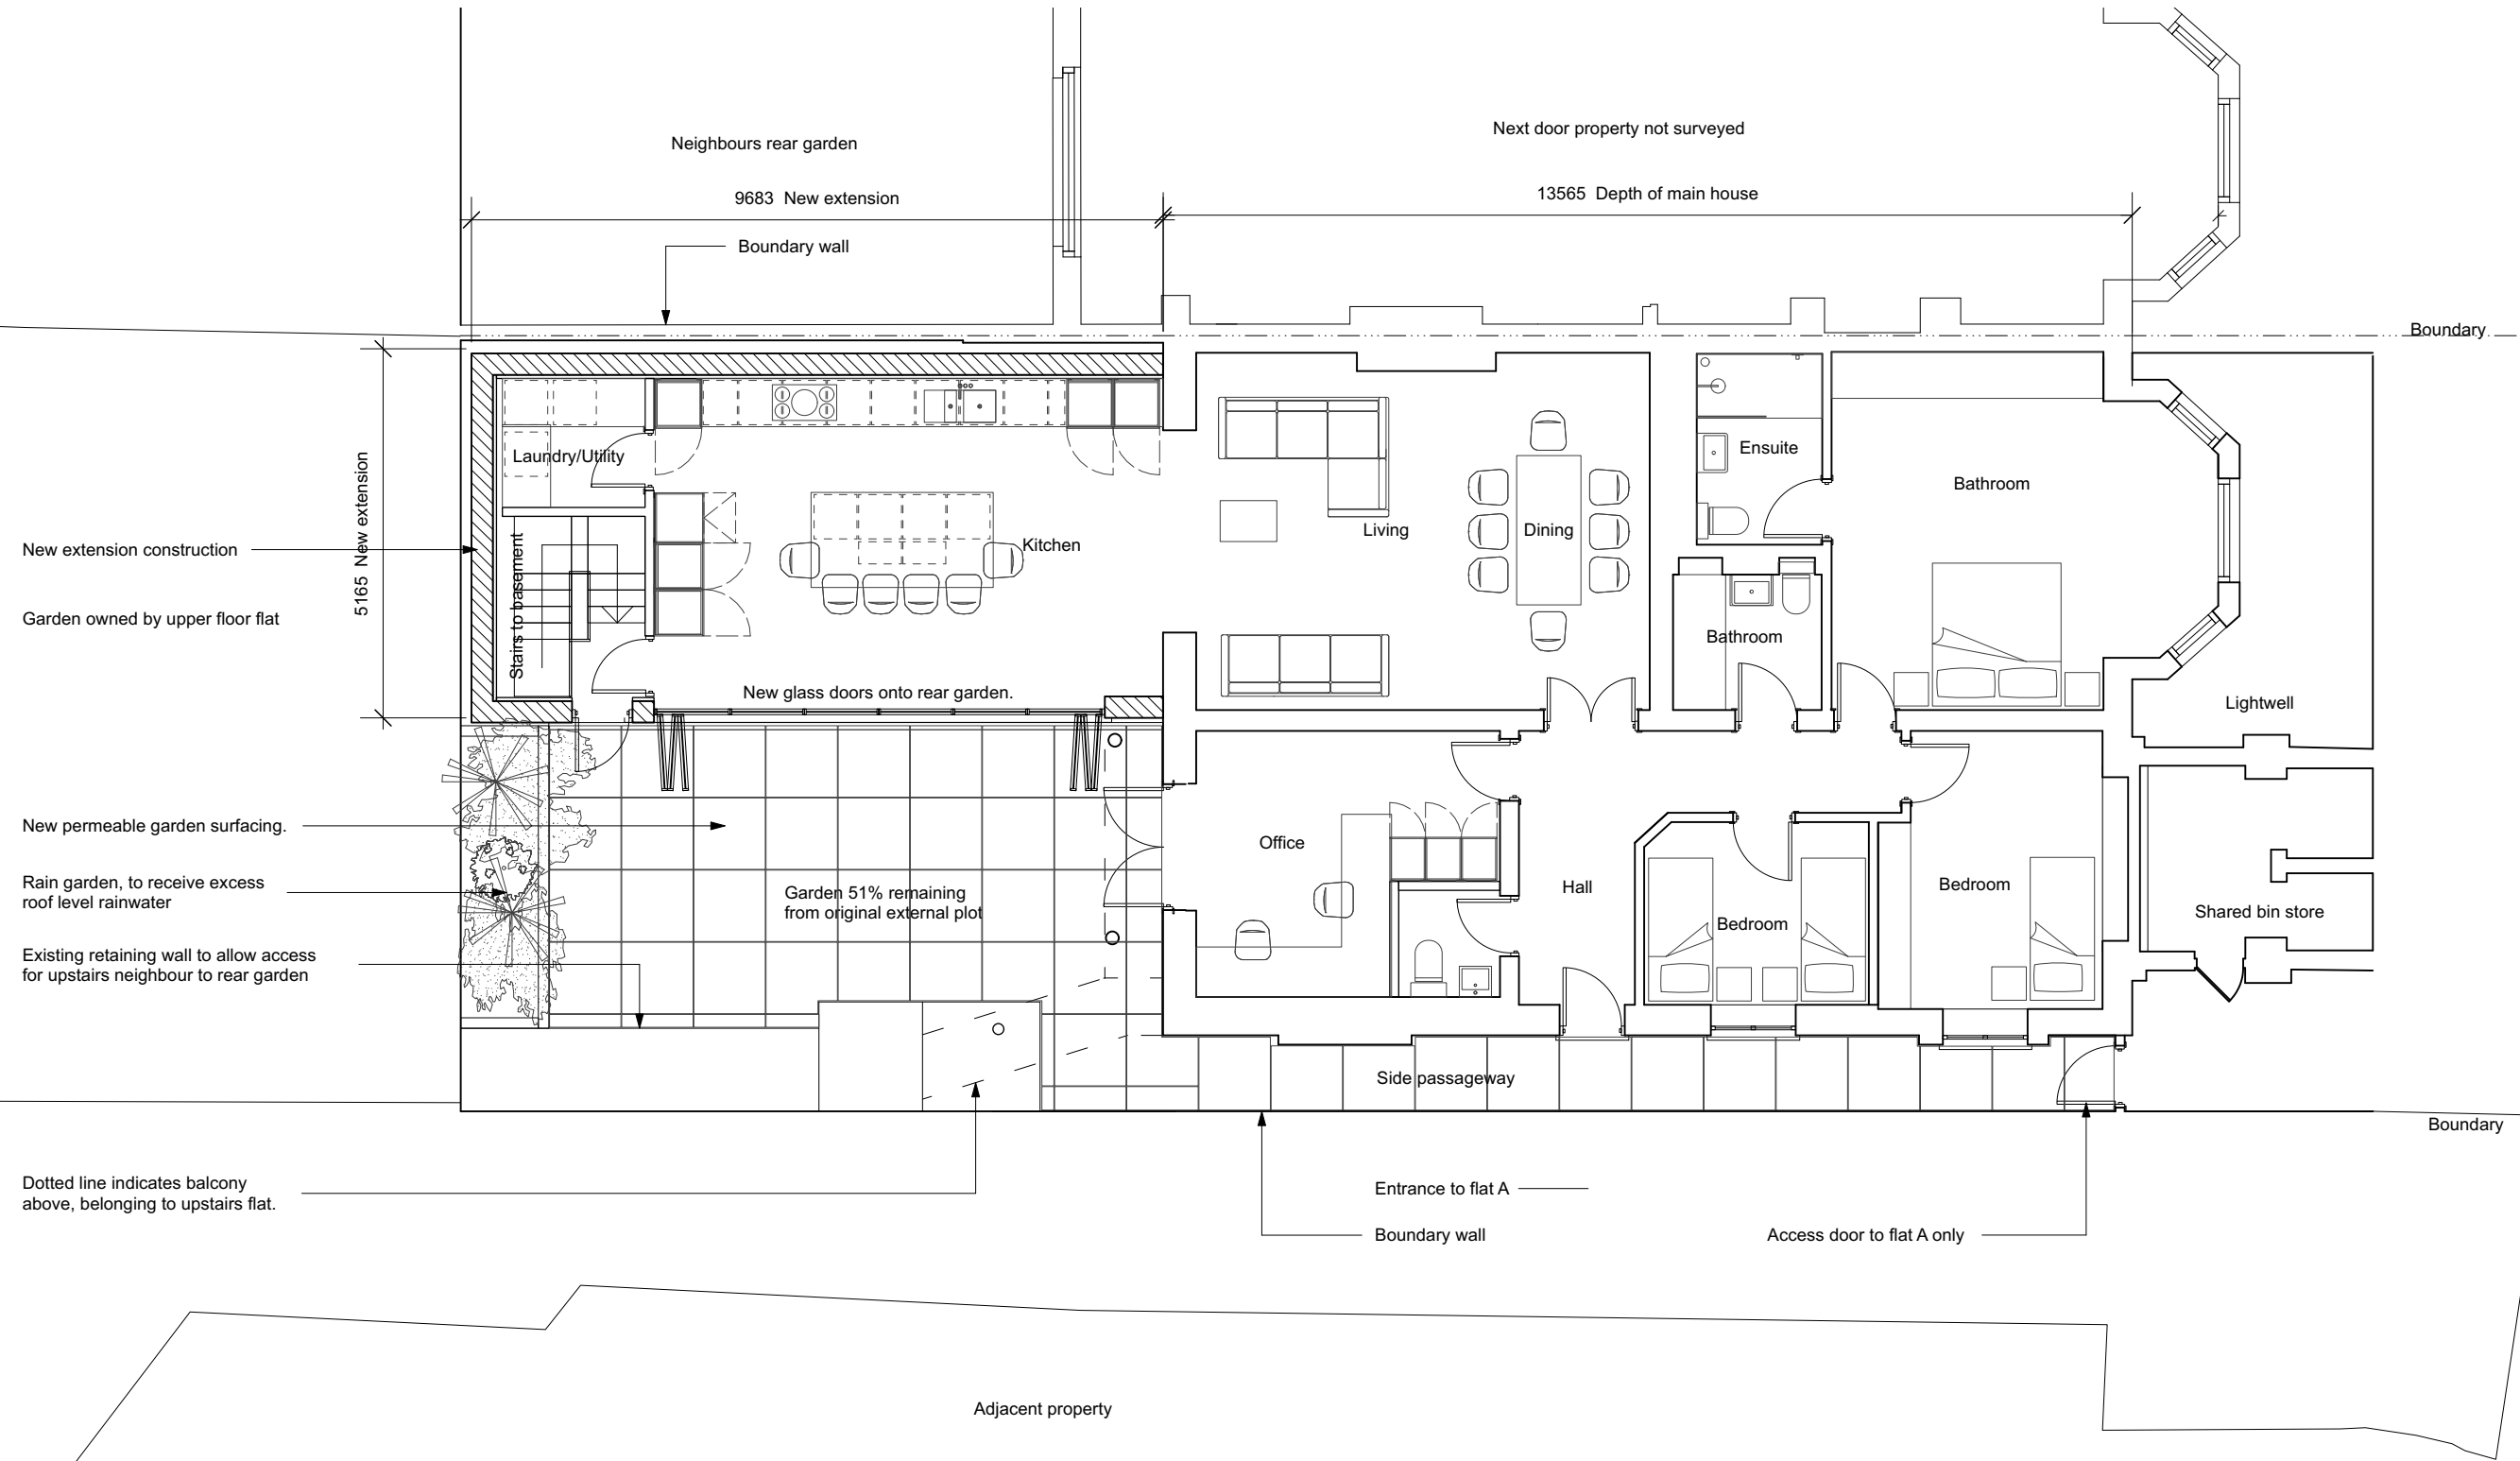 Neighbours rear garden
Next door property not surveyed
9683 New extension
13565 Depth of main house
Boundary wall
Boundary
Laundry/Utility
Ensuite
Bathroom
New extension construction
5165 New extension
Stairs to basement
Kitchen
Living
Dining
Garden owned by upper floor flat
Bathroom
New glass doors onto rear garden.
Lightwell
New permeable garden surfacing.
Office
Hall
Bedroom
Bedroom
Shared bin store
Rain garden, to receive excess
roof level rainwater
Garden 51% remaining
from original external plot
Existing retaining wall to allow access
for upstairs neighbour to rear garden
Side passageway
Boundary
Dotted line indicates balcony
above, belonging to upstairs flat.
Entrance to flat A
Boundary wall
Access door to flat A only
Adjacent property